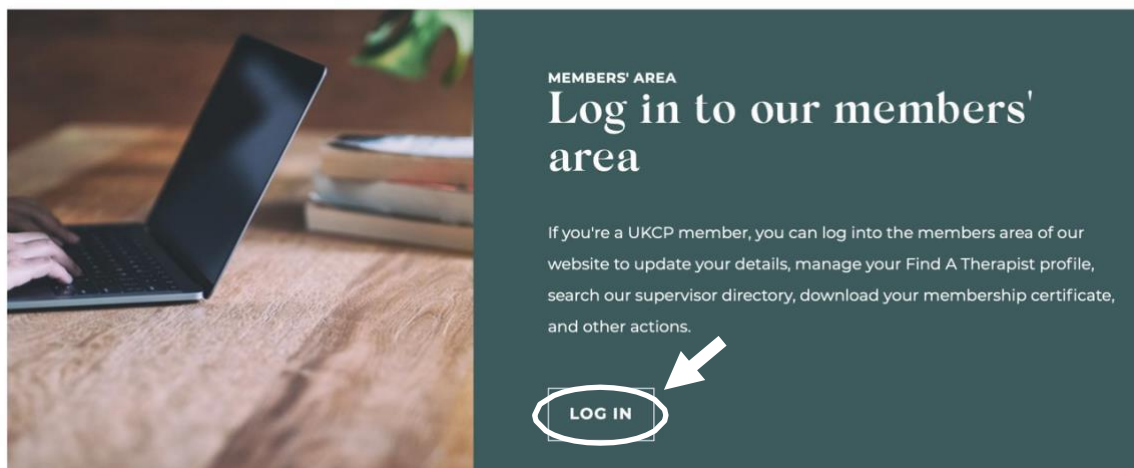 MEMBERS' AREA
Log in to our members'
area
If you're a UKCP member, you can log into the members area of our
website to update your details, manage your Find A Therapist profile,
search our supervisor directory, download your membership certificate,
and other actions.
LOG IN